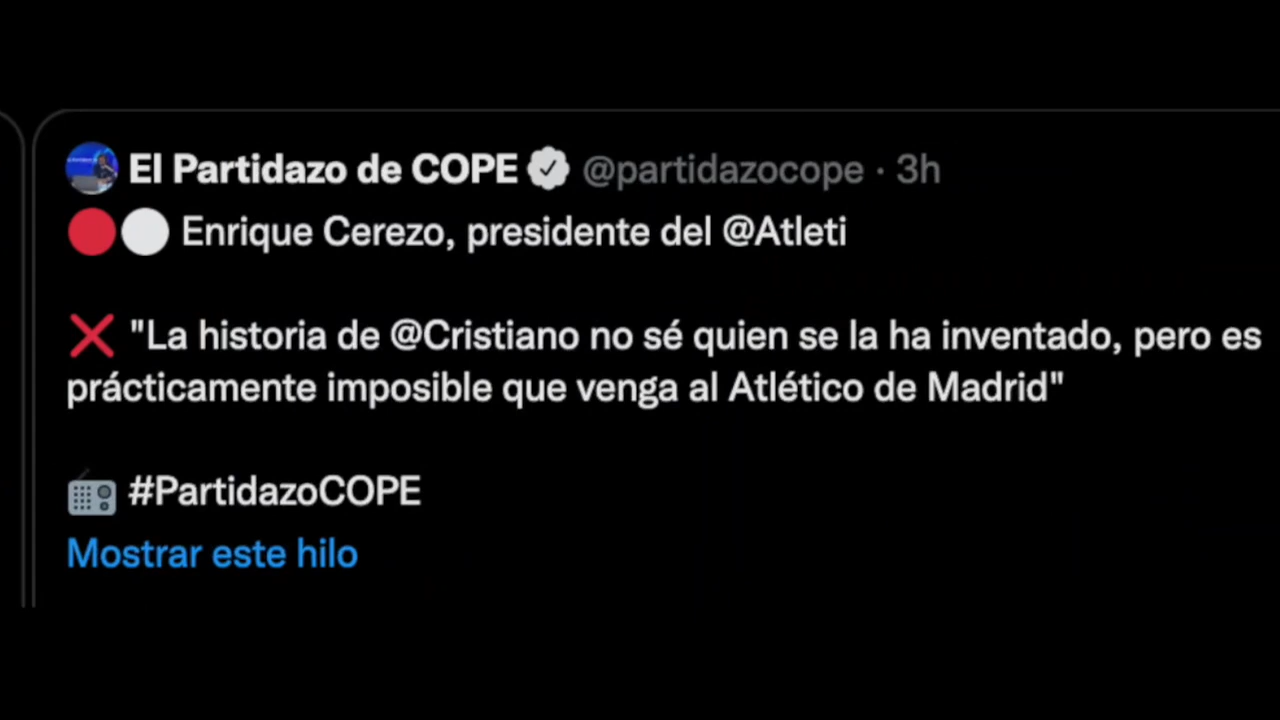 El Partidazo de COPE @partidazocope · 3h
🔴⚪ Enrique Cerezo, presidente del @Atleti
❌ "La historia de @Cristiano no sé quien se la ha inventado, pero es
prácticamente imposible que venga al Atlético de Madrid"
📻 #PartidazoCOPE
Mostrar este hilo